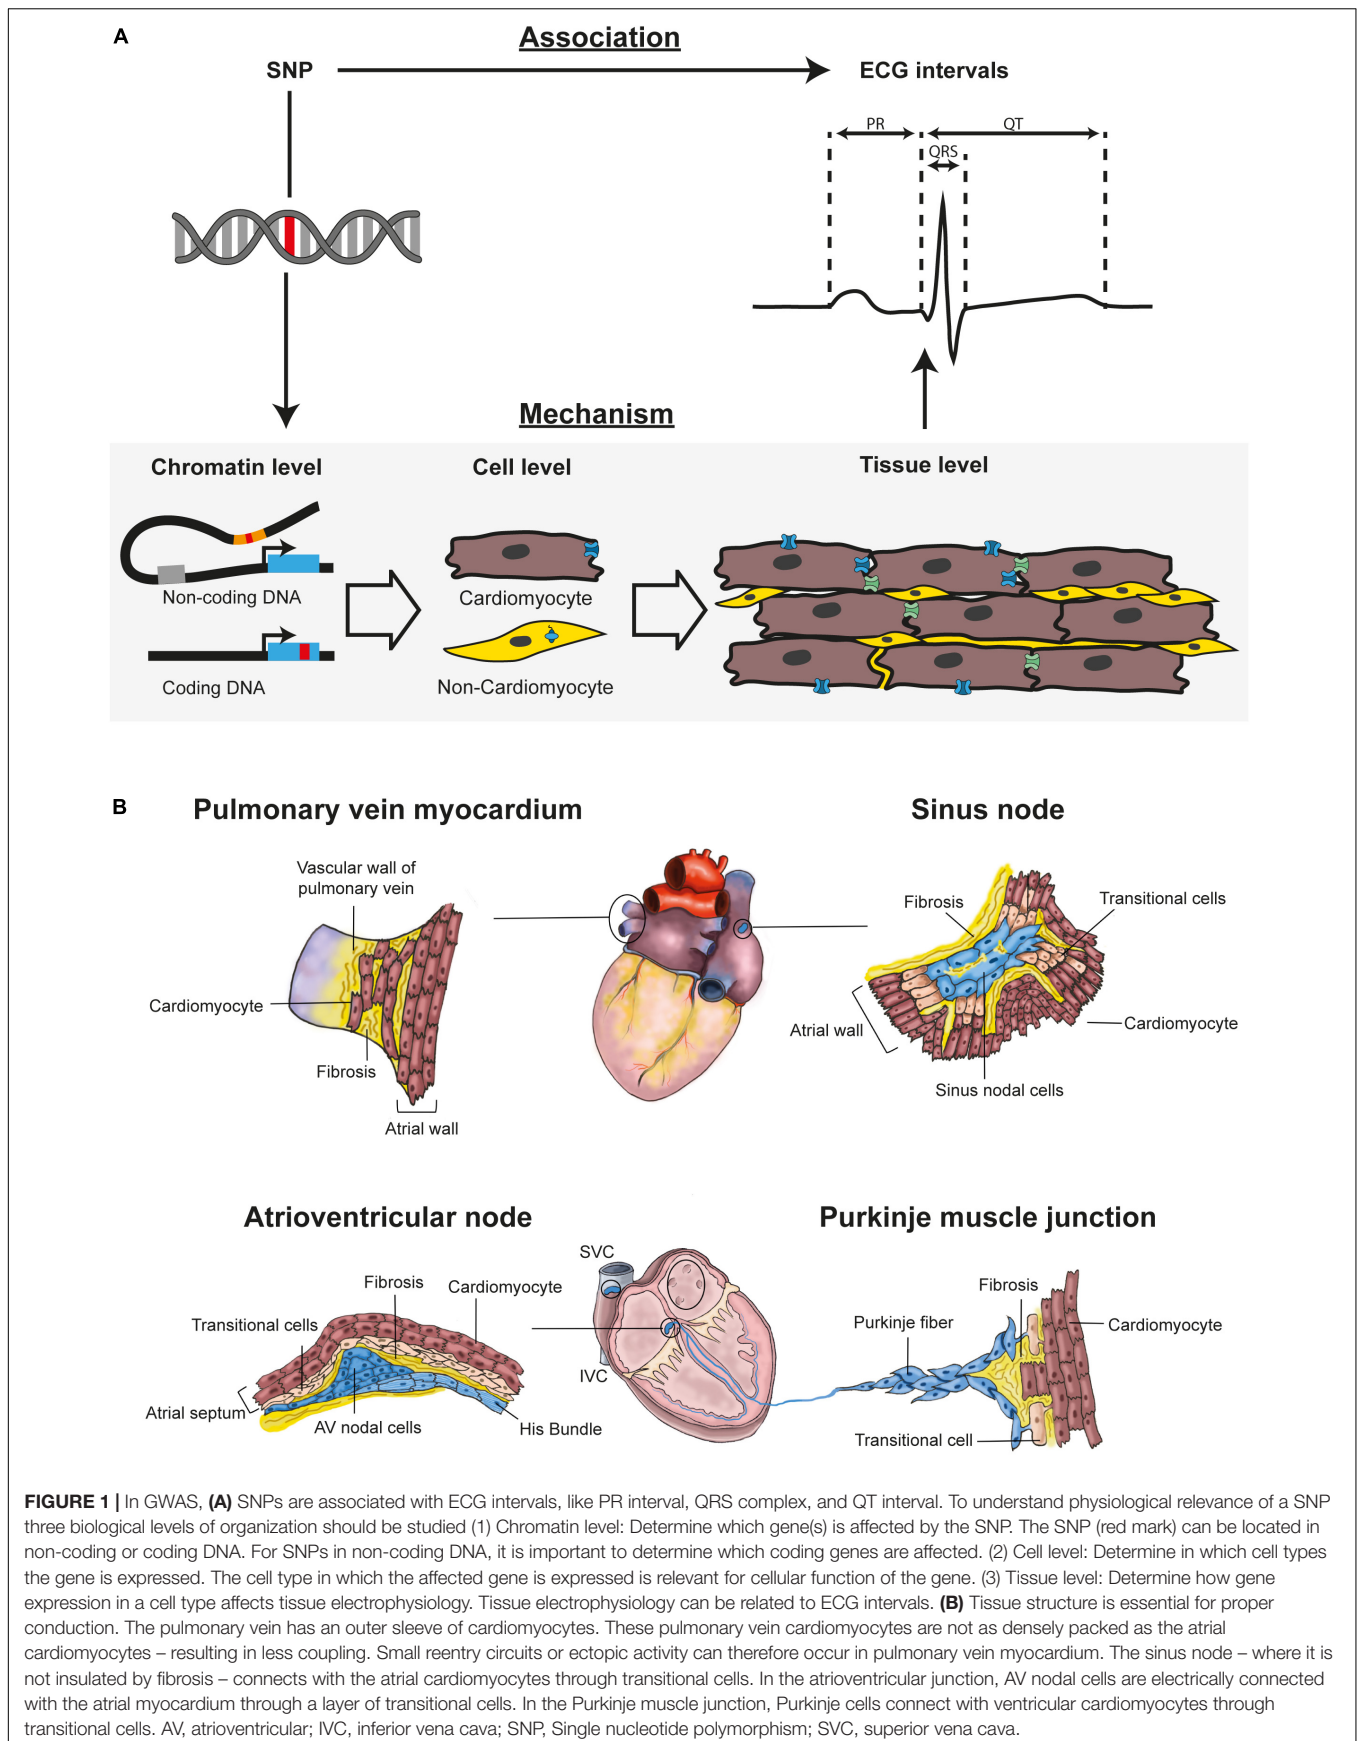 A
Association
SNP
ECG intervals
PR
QT
QRS
Mechanism
Chromatin level
Cell level
Tissue level
Non-coding DNA
Cardiomyocyte
Coding DNA
Non-Cardiomyocyte
B
Pulmonary vein myocardium
Sinus node
Vascular wall of
pulmonary vein
Fibrosis
Transitional cells
Cardiomyocyte
Atrial wall
Cardiomyocyte
Fibrosis
Sinus nodal cells
Atrial wall
Atrioventricular node
Purkinje muscle junction
SVC
Fibrosis
Cardiomyocyte
Fibrosis
Transitional cells
Purkinje fiber
Cardiomyocyte
IVC
Atrial septum
AV nodal cells
His Bundle
Transitional cell
FIGURE 1 | In GWAS, (A) SNPs are associated with ECG intervals, like PR interval, QRS complex, and QT interval. To understand physiological relevance of a SNP
three biological levels of organization should be studied (1) Chromatin level: Determine which gene(s) is affected by the SNP. The SNP (red mark) can be located in
non-coding or coding DNA. For SNPs in non-coding DNA, it is important to determine which coding genes are affected. (2) Cell level: Determine in which cell types
the gene is expressed. The cell type in which the affected gene is expressed is relevant for cellular function of the gene. (3) Tissue level: Determine how gene
expression in a cell type affects tissue electrophysiology. Tissue electrophysiology can be related to ECG intervals. (B) Tissue structure is essential for proper
conduction. The pulmonary vein has an outer sleeve of cardiomyocytes. These pulmonary vein cardiomyocytes are not as densely packed as the atrial
cardiomyocytes – resulting in less coupling. Small reentry circuits or ectopic activity can therefore occur in pulmonary vein myocardium. The sinus node – where it is
not insulated by fibrosis – connects with the atrial cardiomyocytes through transitional cells. In the atrioventricular junction, AV nodal cells are electrically connected
with the atrial myocardium through a layer of transitional cells. In the Purkinje muscle junction, Purkinje cells connect with ventricular cardiomyocytes through
transitional cells. AV, atrioventricular; IVC, inferior vena cava; SNP, Single nucleotide polymorphism; SVC, superior vena cava.